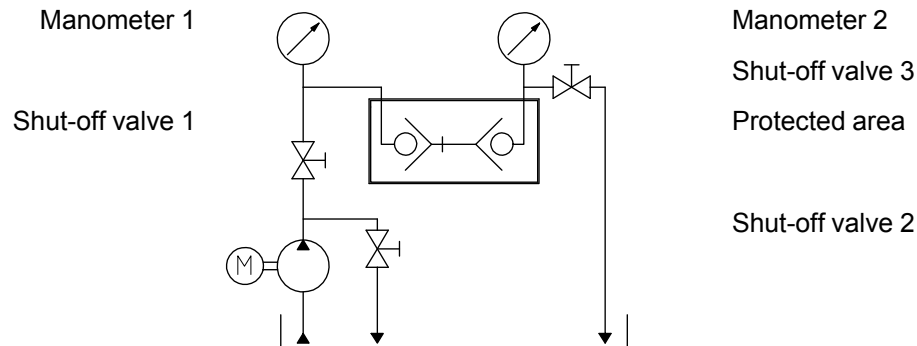 Manometer 1
Manometer 2
Shut-off valve 3
Shut-off valve 1
Protected area
Shut-off valve 2
M